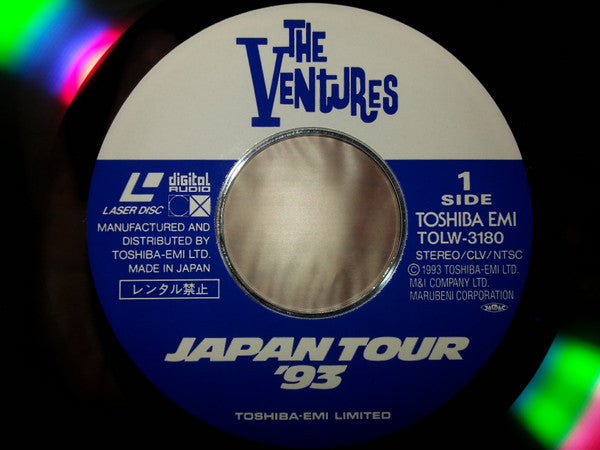 THE
VENTURES
LASER DISC
digital
AUDIO
MANUFACTURED AND
DISTRIBUTED BY
TOSHIBA-EMI LTD.
MADE IN JAPAN
レンタル禁止
1
SIDE
TOSHIBA EMI
TOLW-3180
STEREO/CLV/NTSC
Ⓒ1993 TOSHIBA-EMI LTD.
M&I COMPANY LTD.
MARUBENI CORPORATION
JAPAN TOUR
'93
TOSHIBA-EMI LIMITED